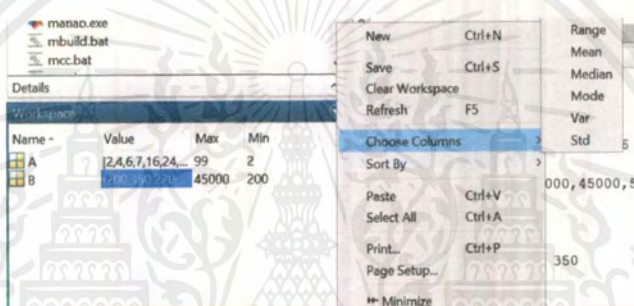 mbuild.bat
mcc.bat
Details
Workspace
Name Value Max Min
A [2,4,6,7,16,24,... 99 2
B 45000 200
New Ctrl+N
Save Ctrl+S
Clear Workspace
Refresh F5
Choose Columns
Sort By
Paste Ctrl+V
Select All Ctrl+A
Print... Ctrl+P
Page Setup...
Minimize
Range
Mean
Median
Mode
Var
Std
000,45000,5
350